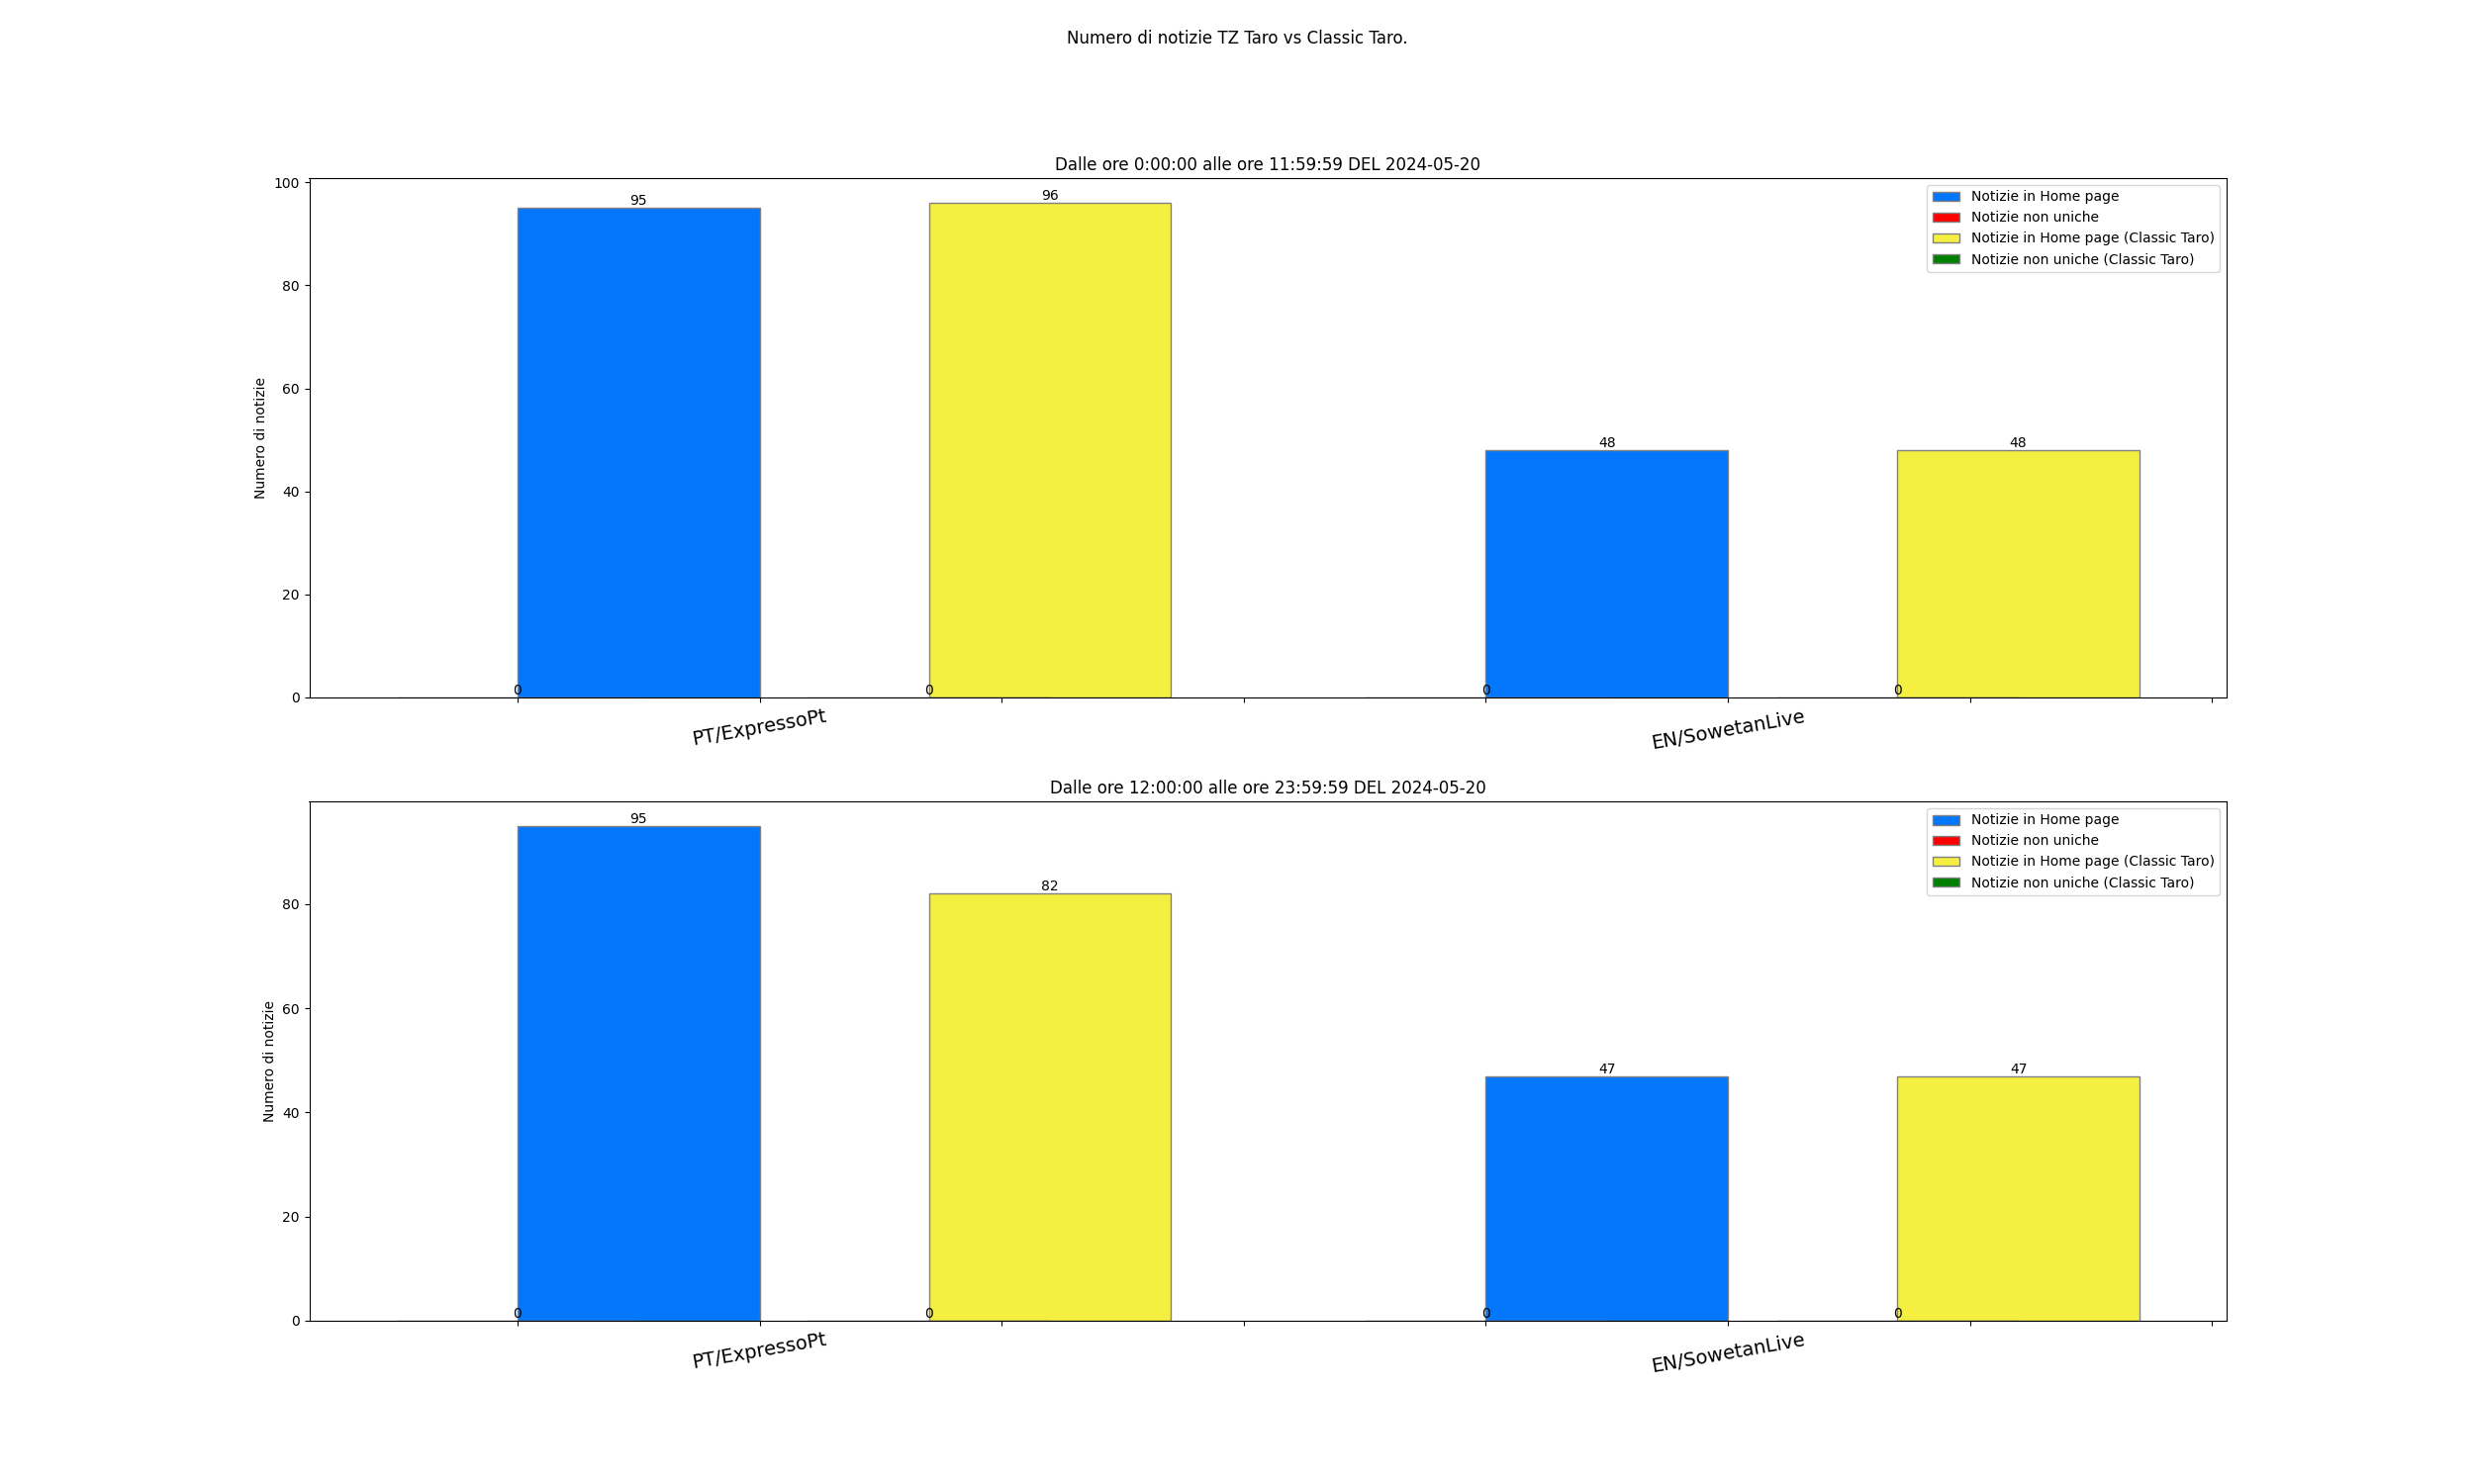 Numero di notizie TZ Taro vs Classic Taro.
Dalle ore 0:00:00 alle ore 11:59:59 DEL 2024-05-20
Numero di notizie
100
80
60
40
20
0
95
96
48
48
0
0
0
0
Notizie in Home page
Notizie non uniche
Notizie in Home page (Classic Taro)
Notizie non uniche (Classic Taro)
PT/ExpressoPt
EN/SowetanLive
Dalle ore 12:00:00 alle ore 23:59:59 DEL 2024-05-20
Numero di notizie
80
60
40
20
0
95
82
47
47
0
0
0
0
Notizie in Home page
Notizie non uniche
Notizie in Home page (Classic Taro)
Notizie non uniche (Classic Taro)
PT/ExpressoPt
EN/SowetanLive